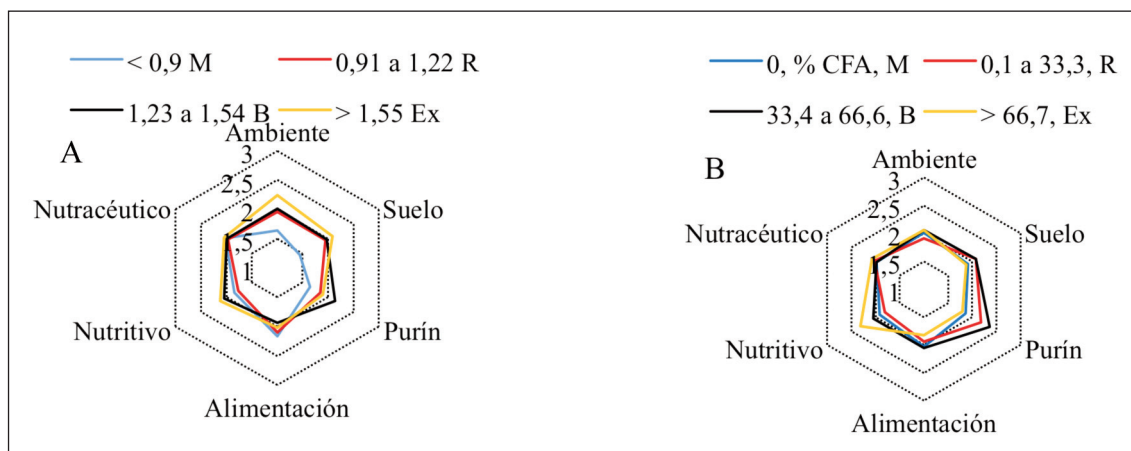 < 0,9 M 0,91 a 1,22 R
1,23 a 1,54 B > 1,55 Ex
A
Ambiente
3
2,5
2
1,5
1
Nutracéutico
Suelo
Nutritivo
Purín
Alimentación
0, % CFA, M 0,1 a 33,3, R
33,4 a 66,6, B > 66,7, Ex
B
Ambiente
3
2,5
2
1,5
1
Nutracéutico
Suelo
Nutritivo
Purín
Alimentación